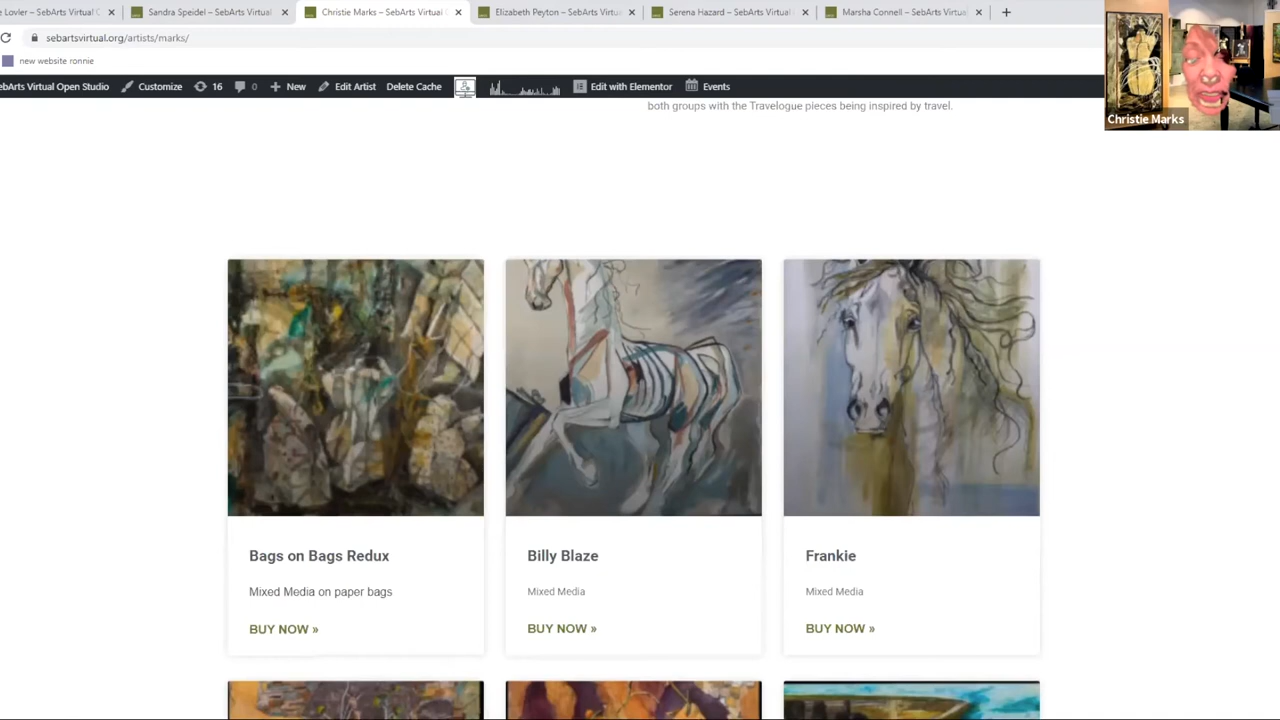 e Lovler – SebArts Virtual O
Sandra Speidel – SebArts Virtual
Christie Marks – SebArts Virtual
Elizabeth Peyton – SebArts Virtu
Serena Hazard – SebArts Virtual
Marsha Connell – SebArts Virtual
sebartsvirtual.org/artists/marks/
new website ronnie
ebArts Virtual Open Studio Customize 16 0 New Edit Artist Delete Cache Edit with Elementor Events
both groups with the Travelogue pieces being inspired by travel.
Christie Marks
Bags on Bags Redux
Mixed Media on paper bags
BUY NOW »
Billy Blaze
Mixed Media
BUY NOW »
Frankie
Mixed Media
BUY NOW »